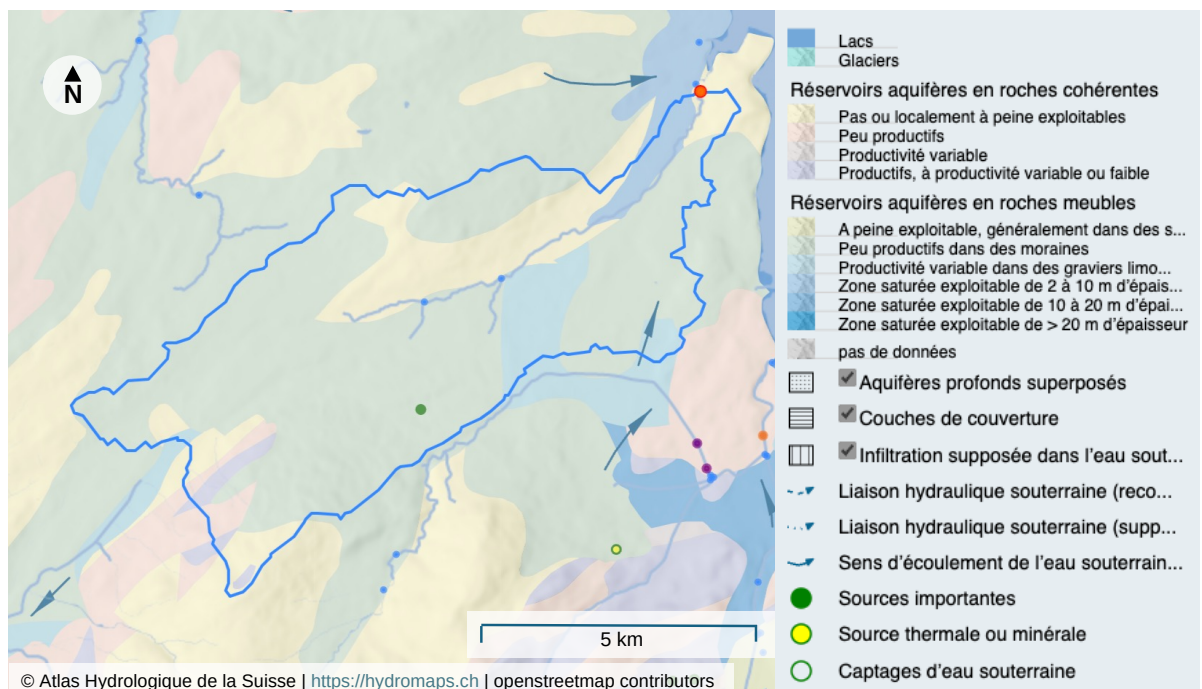 N
5 km
© Atlas Hydrologique de la Suisse | https://hydromaps.ch | openstreetmap contributors
Lacs
Glaciers
Réservoirs aquifères en roches cohérentes
Pas ou localement à peine exploitables
Peu productifs
Productivité variable
Productifs, à productivité variable ou faible
Réservoirs aquifères en roches meubles
A peine exploitable, généralement dans des s...
Peu productifs dans des moraines
Productivité variable dans des graviers limo...
Zone saturée exploitable de 2 à 10 m d'épais...
Zone saturée exploitable de 10 à 20 m d'épai...
Zone saturée exploitable de > 20 m d'épaisseur
pas de données
Aquifères profonds superposés
Couches de couverture
Infiltration supposée dans l'eau sout...
Liaison hydraulique souterraine (reco...
Liaison hydraulique souterraine (supp...
Sens d'écoulement de l'eau souterrain...
Sources importantes
Source thermale ou minérale
Captages d'eau souterraine